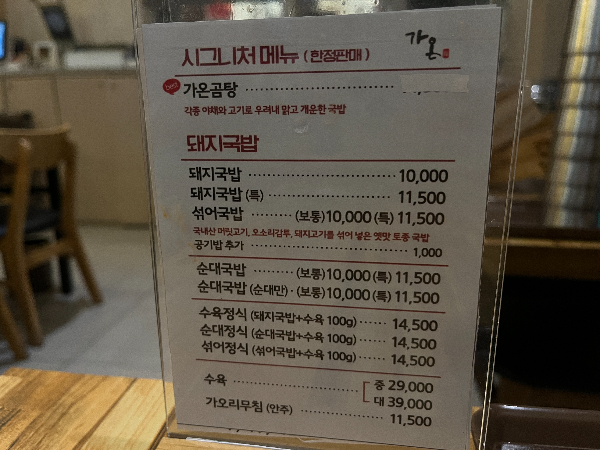 가온
시그니처 메뉴 (한정판매)
best 가온곰탕
각종 야채와 고기로 우려내 맑고 개운한 국밥
돼지국밥
돼지국밥 10,000
돼지국밥 (특) 11,500
섞어국밥 (보통) 10,000 (특) 11,500
국내산 머릿고기, 오소리감투, 돼지고기를 섞어 넣은 옛맛 토종 국밥
공기밥 추가 1,000
순대국밥 (보통) 10,000 (특) 11,500
순대국밥 (순대만) (보통) 10,000 (특) 11,500
수육정식 (돼지국밥+수육 100g) 14,500
순대정식 (순대국밥+수육 100g) 14,500
섞어정식 (섞어국밥+수육 100g) 14,500
수육 중 29,000
대 39,000
가오리무침 (안주) 11,500